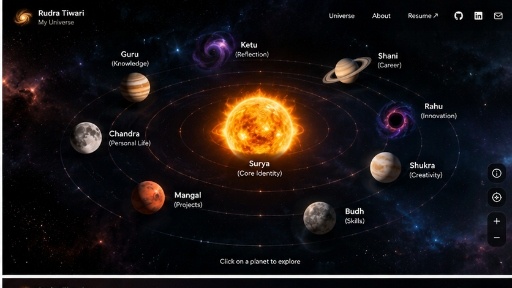 Rudra Tiwari
My Universe
Universe
About
Resume ↗
Ketu
(Reflection)
Guru
(Knowledge)
Shani
(Career)
Rahu
(Innovation)
Chandra
(Personal Life)
Surya
(Core Identity)
Shukra
(Creativity)
Mangal
(Projects)
Budh
(Skills)
Click on a planet to explore